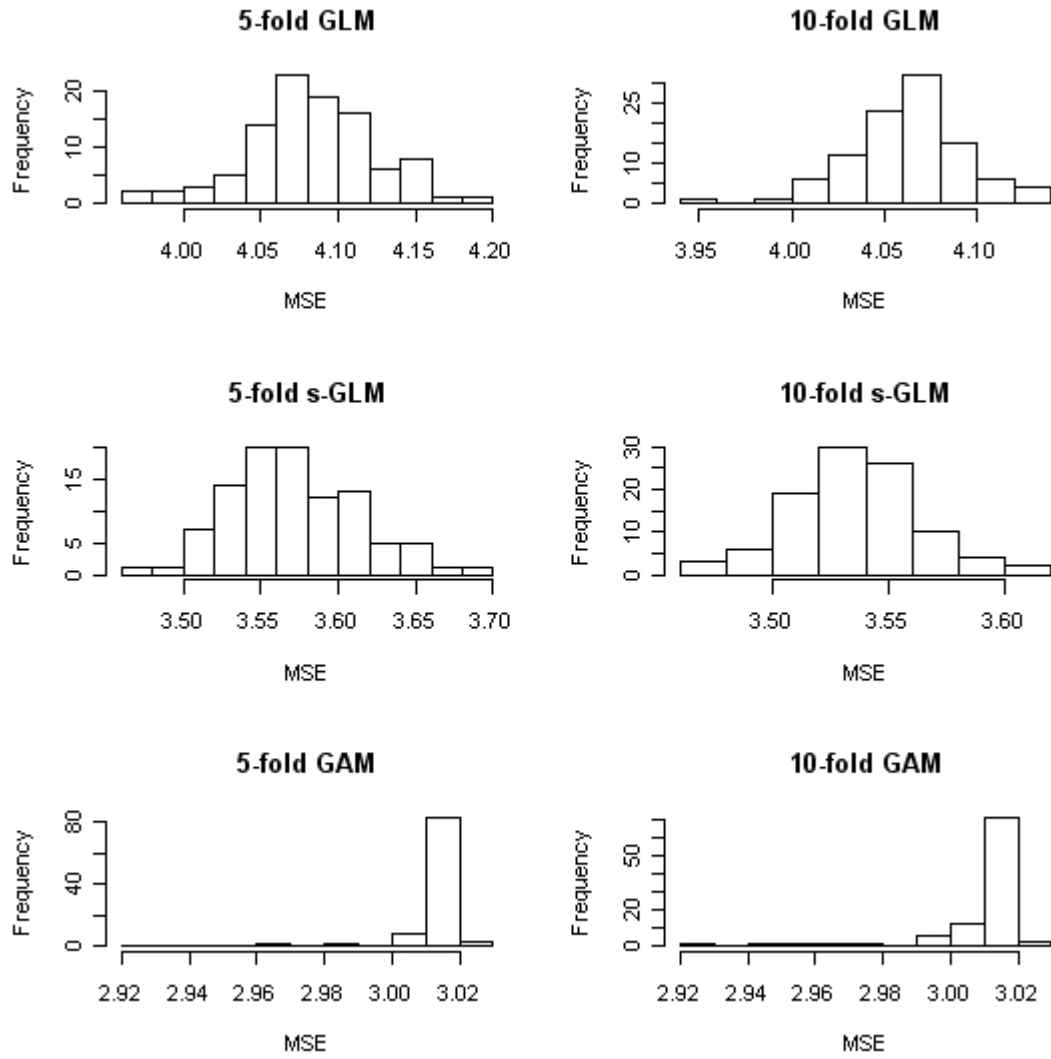 5-fold GLM
Frequency
0 10 20
4.00 4.05 4.10 4.15 4.20
MSE
10-fold GLM
Frequency
0 10 25
3.95 4.00 4.05 4.10
MSE
5-fold s-GLM
Frequency
0 5 15
3.50 3.55 3.60 3.65 3.70
MSE
10-fold s-GLM
Frequency
0 10 20 30
3.50 3.55 3.60
MSE
5-fold GAM
Frequency
0 40 80
2.92 2.94 2.96 2.98 3.00 3.02
MSE
10-fold GAM
Frequency
0 20 50
2.92 2.94 2.96 2.98 3.00 3.02
MSE